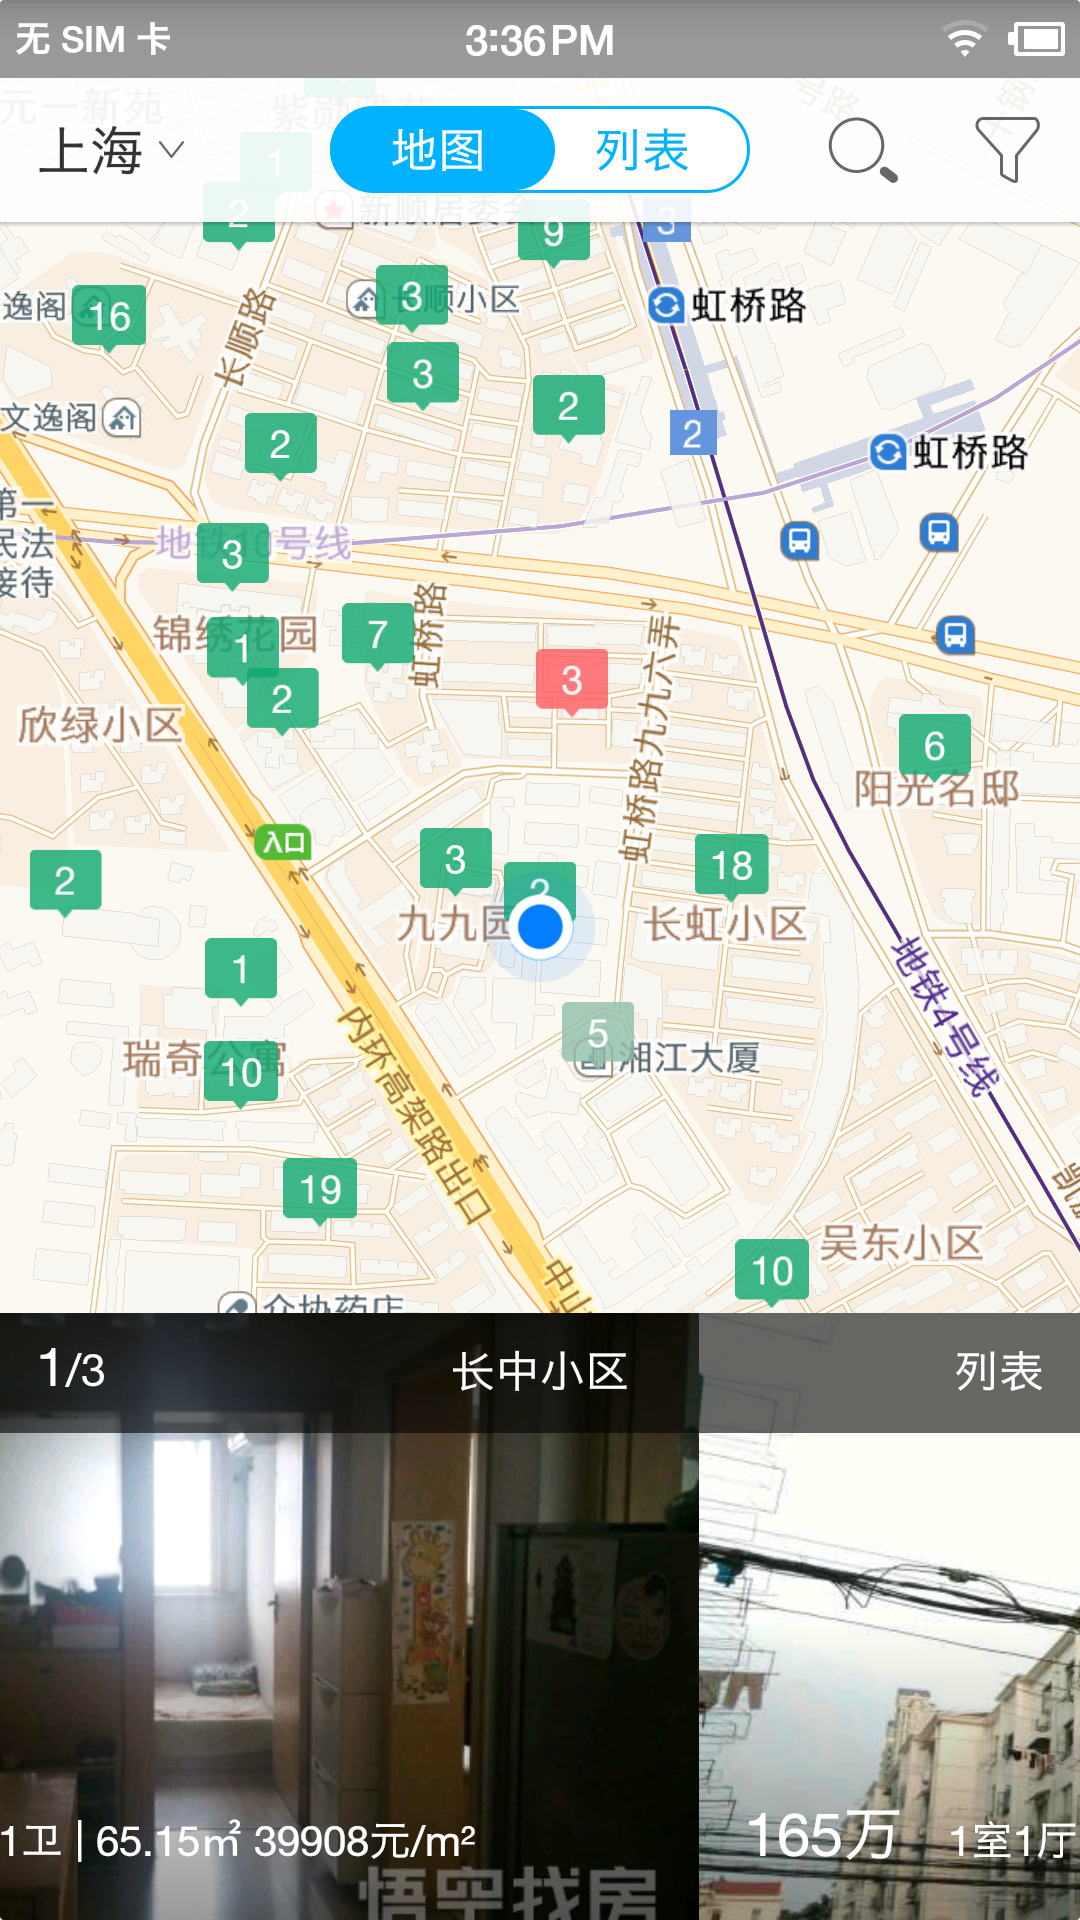 无 SIM 卡
3:36PM
元一新苑
号路
上海
地图
列表
1
2
新顺居委会
9
3
逸阁
16
3
长顺小区
虹桥路
长顺路
3
2
文逸阁
2
2
虹桥路
第一
民法
接待
地铁10号线
3
虹桥路
锦绣花园
1
7
2
3
虹桥路九九六弄
欣绿小区
6
阳光名邸
入口
3
2
18
2
九九园
长虹小区
1
地铁4号线
5
湘江大厦
瑞奇公寓
10
内环高架路出口
19
吴东小区
10
中山
众协药店
1/3
长中小区
列表
1卫 | 65.15㎡ 39908元/m²
165万
1室1厅
悟空找房